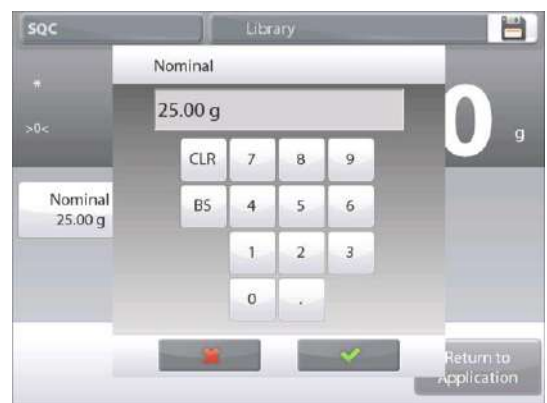 SQC
Library
*
>0<
0 g
Nominal
25.00 g
Nominal
25.00 g
CLR 7 8 9
BS 4 5 6
1 2 3
0 .
Return to
Application